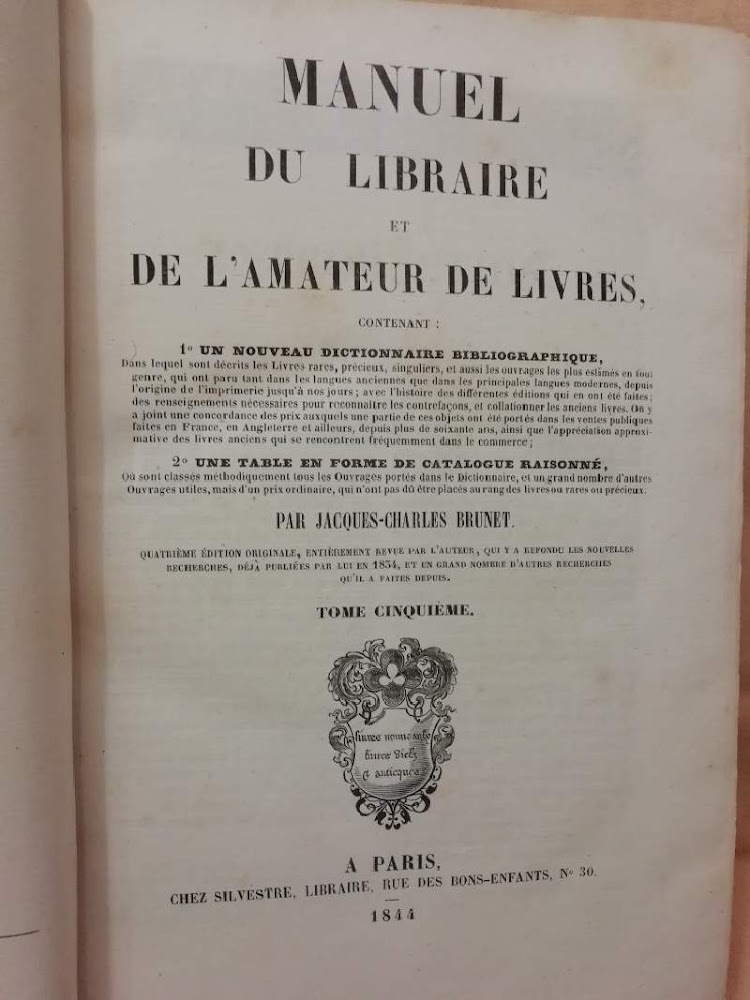 MANUEL
DU LIBRAIRE
ET
DE L'AMATEUR DE LIVRES,
CONTENANT :
1° UN NOUVEAU DICTIONNAIRE BIBLIOGRAPHIQUE,
Dans lequel sont décrits les Livres rares, précieux, singuliers, et aussi les ouvrages les plus estimés en tout
genre, qui ont paru tant dans les langues anciennes que dans les principales langues modernes, depuis
l'origine de l'imprimerie jusqu'à nos jours ; avec l'histoire des différentes éditions qui en ont été faites ;
des renseignements nécessaires pour reconnaître les contrefaçons, et collationner les anciens livres. On y
a joint une concordance des prix auxquels une partie de ces objets ont été portés dans les ventes publiques
faites en France, en Angleterre et ailleurs, depuis plus de soixante ans, ainsi que l'appréciation approxi-
mative des livres anciens qui se rencontrent fréquemment dans le commerce ;
2° UNE TABLE EN FORME DE CATALOGUE RAISONNÉ,
Où sont classés méthodiquement tous les Ouvrages portés dans le Dictionnaire, et un grand nombre d'autres
Ouvrages utiles, mais d'un prix ordinaire, qui n'ont pas dû être placés au rang des livres ou rares ou précieux.
PAR JACQUES-CHARLES BRUNET.
QUATRIÈME ÉDITION ORIGINALE, ENTIÈREMENT REVUE PAR L'AUTEUR, QUI Y A REFONDU LES NOUVELLES
RECHERCHES, DÉJÀ PUBLIÉES PAR LUI EN 1834, ET UN GRAND NOMBRE D'AUTRES RECHERCHES
QU'IL A FAITES DEPUIS.
TOME CINQUIÈME.
liures
liures
et anticques
A PARIS,
CHEZ SILVESTRE, LIBRAIRE, RUE DES BONS-ENFANTS, N° 30.
1844